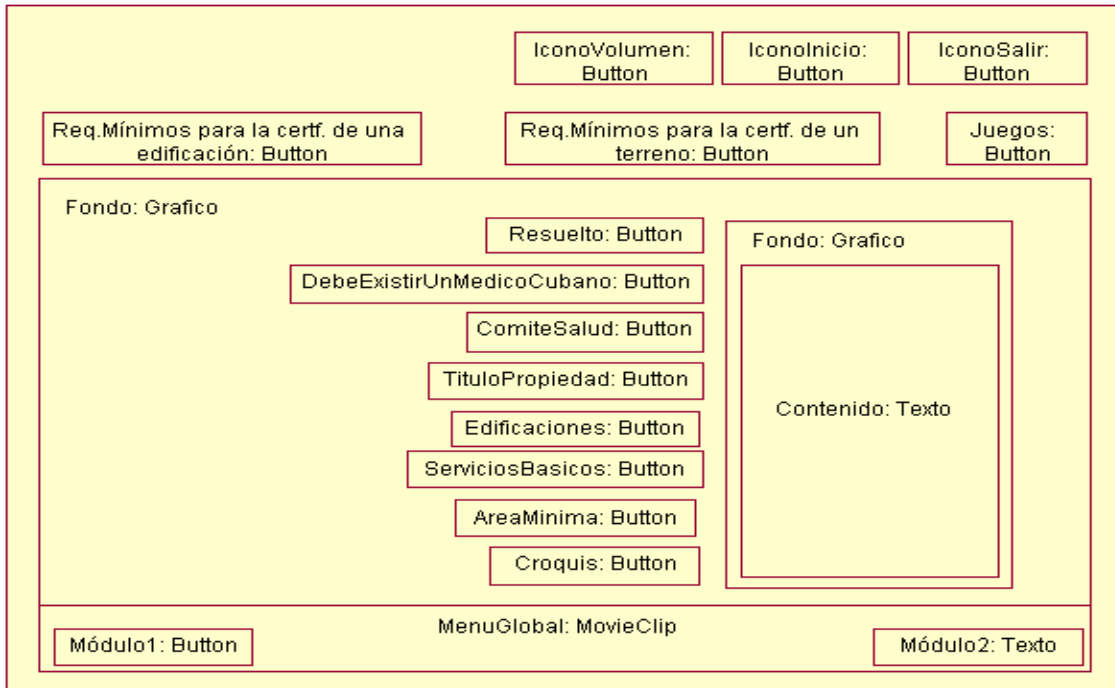 IconoVolumen:
Button
IconoInicio:
Button
IconoSalir:
Button
Req.Mínimos para la certf. de una
edificación: Button
Req.Mínimos para la certf. de un
terreno: Button
Juegos:
Button
Fondo: Grafico
Resuelto: Button
DebeExistirUnMedicoCubano: Button
ComiteSalud: Button
TituloPropiedad: Button
Edificaciones: Button
ServiciosBasicos: Button
AreaMinima: Button
Croquis: Button
Fondo: Grafico
Contenido: Texto
MenuGlobal: MovieClip
Módulo1: Button
Módulo2: Texto